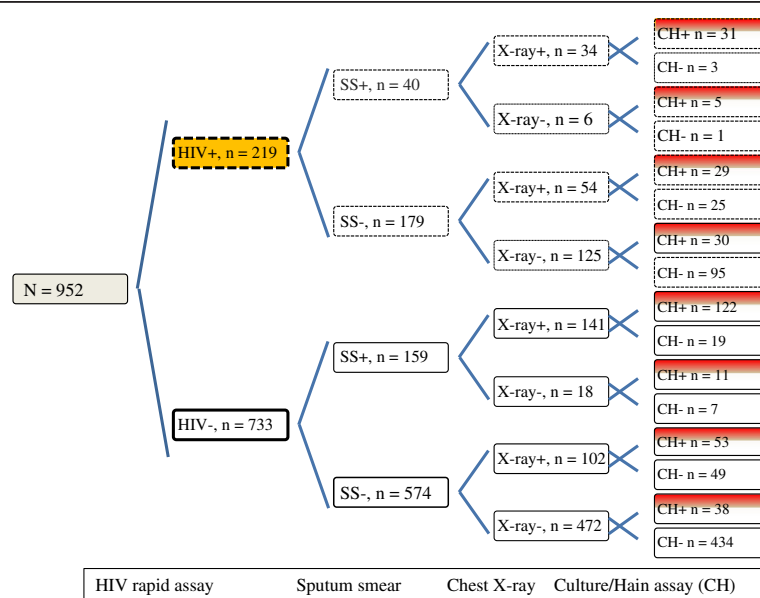 N = 952
HIV+, n = 219
HIV-, n = 733
SS+, n = 40
SS-, n = 179
SS+, n = 159
SS-, n = 574
X-ray+, n = 34
X-ray-, n = 6
X-ray+, n = 54
X-ray-, n = 125
X-ray+, n = 141
X-ray-, n = 18
X-ray+, n = 102
X-ray-, n = 472
CH+ n = 31
CH- n = 3
CH+ n = 5
CH- n = 1
CH+ n = 29
CH- n = 25
CH+ n = 30
CH- n = 95
CH+ n = 122
CH- n = 19
CH+ n = 11
CH- n = 7
CH+ n = 53
CH- n = 49
CH+ n = 38
CH- n = 434
HIV rapid assay Sputum smear Chest X-ray Culture/Hain assay (CH)